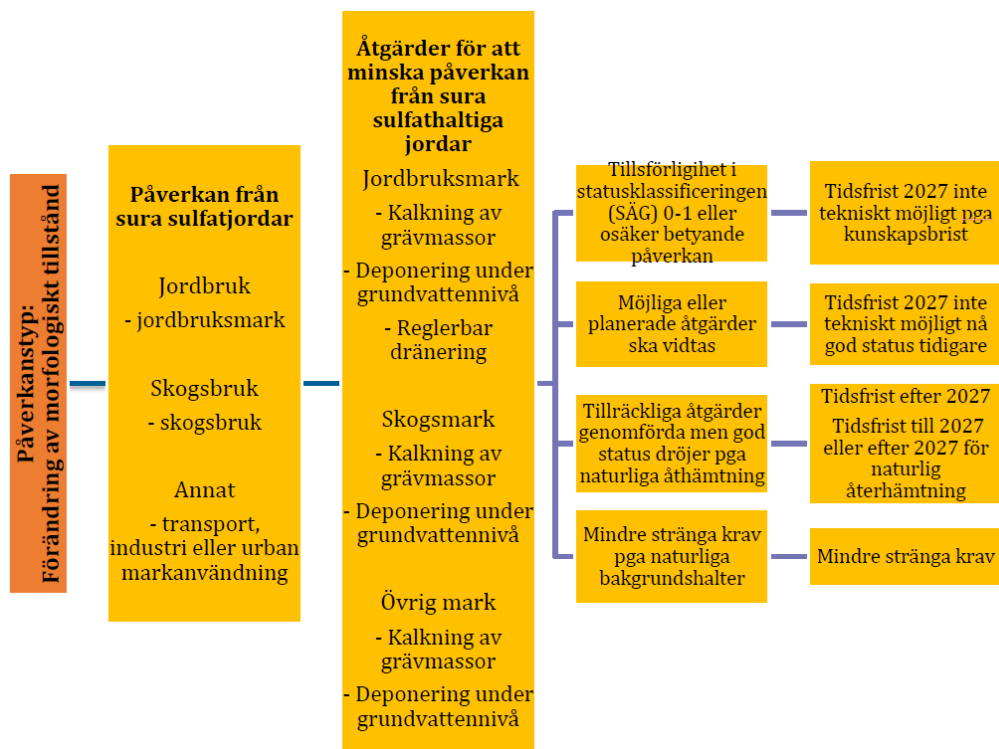 Påverkanstyp:
Förändring av morfologiskt tillstånd
Påverkan från
sura sulfatjordar
Jordbruk
- jordbruksmark
Skogsbruk
- skogsbruk
Annat
- transport,
industri eller urban
markanvändning
Åtgärder för att
minska påverkan
från sura
sulfathaltiga
jordar
Jordbruksmark
- Kalkning av
grävmassor
- Deponering under
grundvattennivå
- Reglerbar
dränering
Skogsmark
- Kalkning av
grävmassor
- Deponering under
grundvattennivå
Övrig mark
- Kalkning av
grävmassor
- Deponering under
grundvattennivå
Tillsförligihet i
statusklassificeringen
(SÄG) 0-1 eller
osäker betyande
påverkan
Tidsfrist 2027 inte
tekniskt möjligt pga
kunskapsbrist
Möjliga eller
planerade åtgärder
ska vidtas
Tidsfrist 2027 inte
tekniskt möjligt nå
god status tidigare
Tillräckliga åtgärder
genomförda men god
status dröjer pga
naturliga åthämtning
Tidsfrist efter 2027
Tidsfrist till 2027
eller efter 2027 för
naturlig
återhämtning
Mindre stränga krav
pga naturliga
bakgrundshalter
Mindre stränga krav